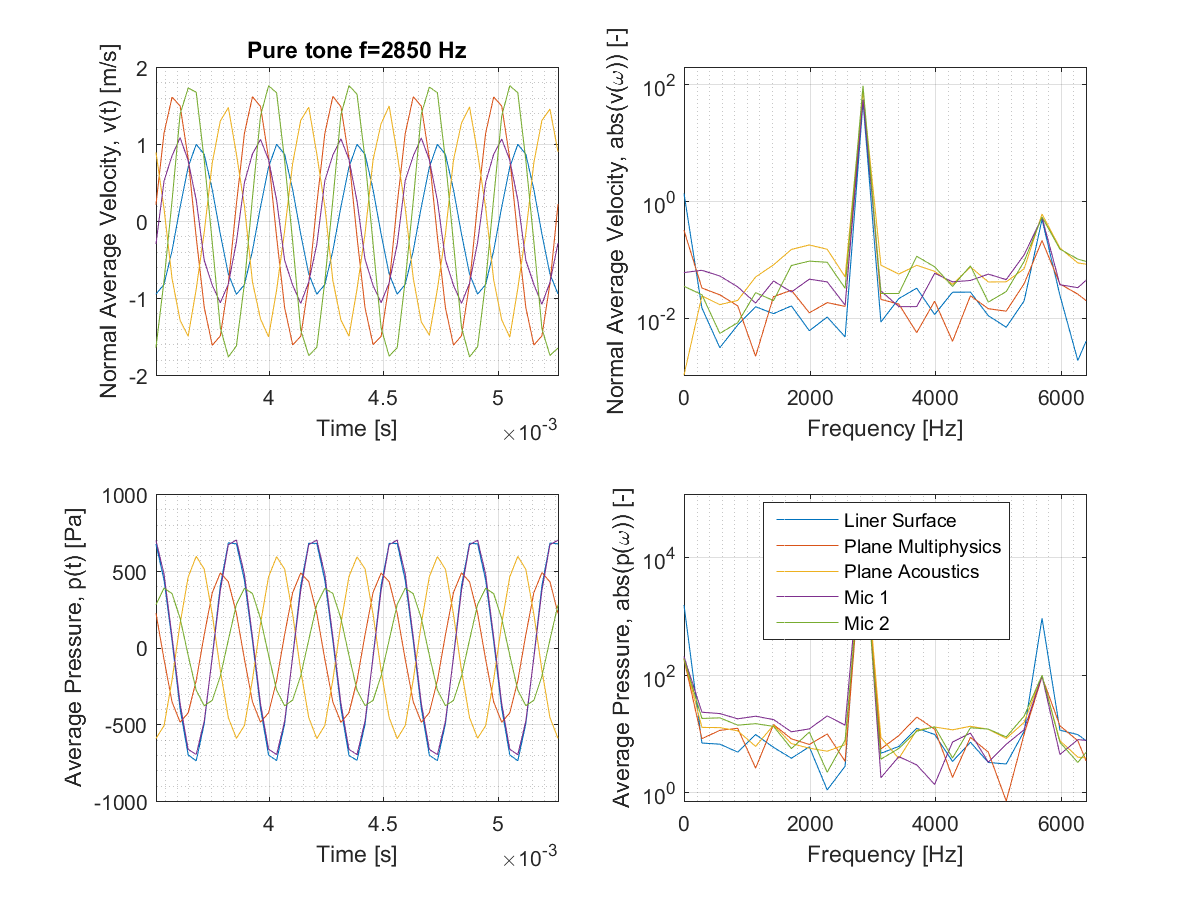 Pure tone f=2850 Hz
Normal Average Velocity, v(t) [m/s]
2
1
0
-1
-2
4
4.5
5
Time [s]
×10-3
Normal Average Velocity, abs(v(ω)) [-]
102
100
10-2
0
2000
4000
6000
Frequency [Hz]
Average Pressure, p(t) [Pa]
1000
500
0
-500
-1000
4
4.5
5
Time [s]
×10-3
Average Pressure, abs(p(ω)) [-]
104
102
100
Liner Surface
Plane Multiphysics
Plane Acoustics
Mic 1
Mic 2
0
2000
4000
6000
Frequency [Hz]